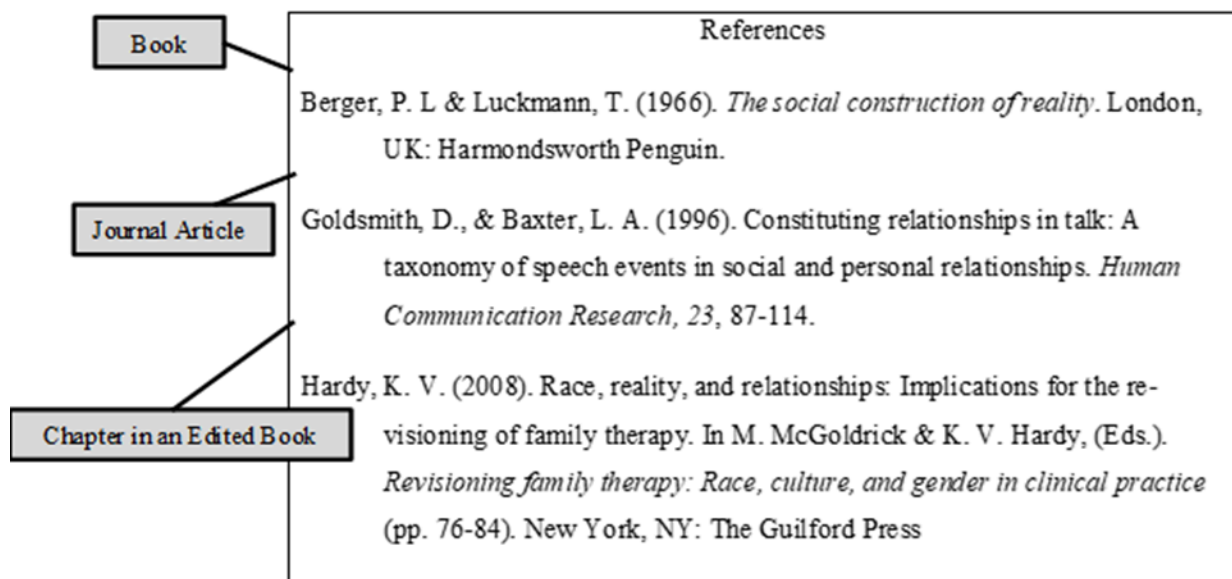 Book
References
Berger, P. L & Luckmann, T. (1966). The social construction of reality. London,
UK: Harmondsworth Penguin.
Journal Article
Goldsmith, D., & Baxter, L. A. (1996). Constituting relationships in talk: A
taxonomy of speech events in social and personal relationships. Human
Communication Research, 23, 87-114.
Chapter in an Edited Book
Hardy, K. V. (2008). Race, reality, and relationships: Implications for the re-
visioning of family therapy. In M. McGoldrick & K. V. Hardy, (Eds.).
Revisioning family therapy: Race, culture, and gender in clinical practice
(pp. 76-84). New York, NY: The Guilford Press